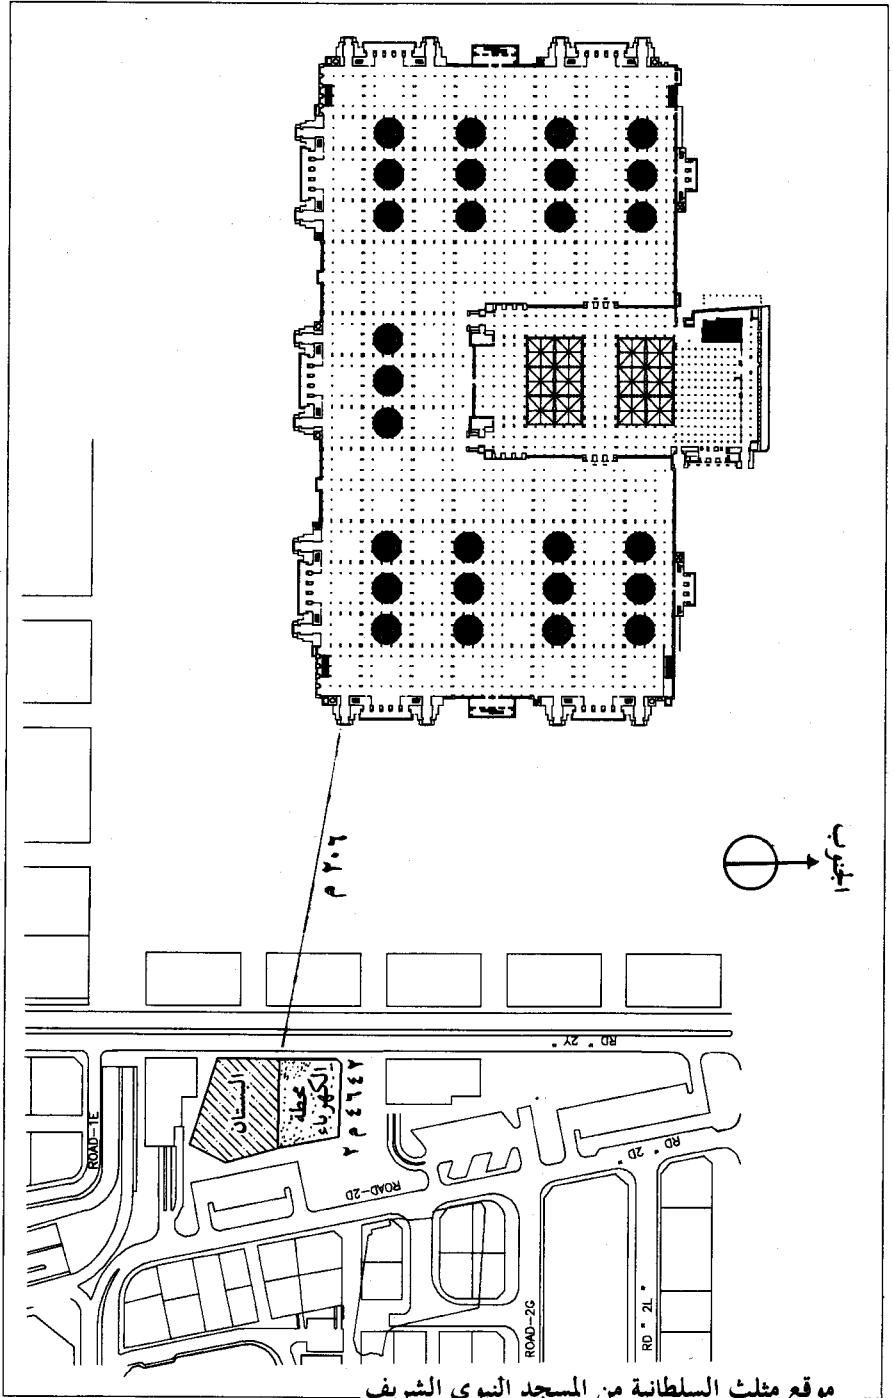 الجنوب
٢٠٦ م
RD " 2Y "
البستان
محطة
الكهرباء
٤٦٤٢ م٢
ROAD-1E
RD " 2D "
ROAD-2D
ROAD-2G
RD " 2L "
موقع مثلث السلطانية من المسجد النبوي الشريف